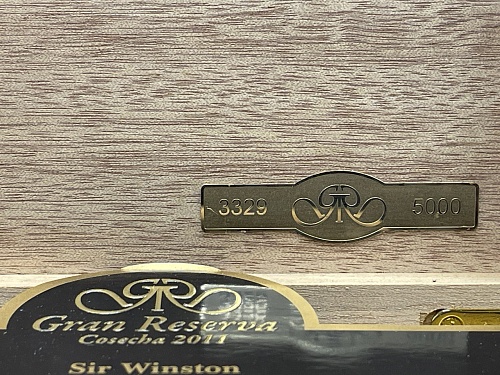 3329 5000
Gran Reserva
Cosecha 2011
Sir Winston